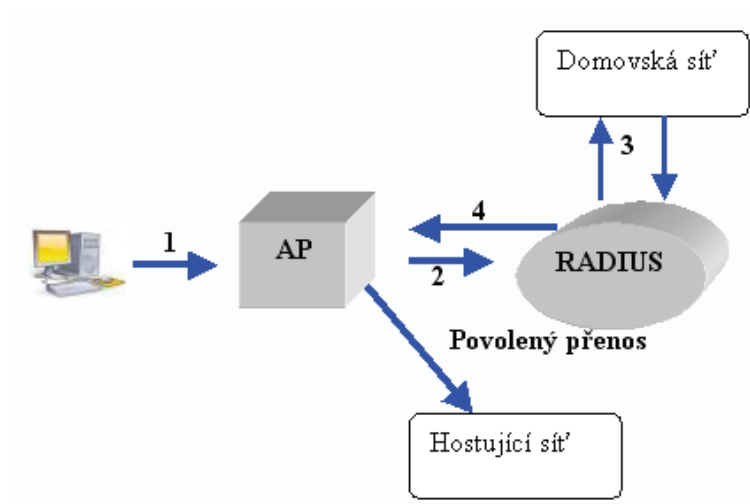 Domovská síť
3
4
1
AP
RADIUS
2
Povolený přenos
Hostující síť